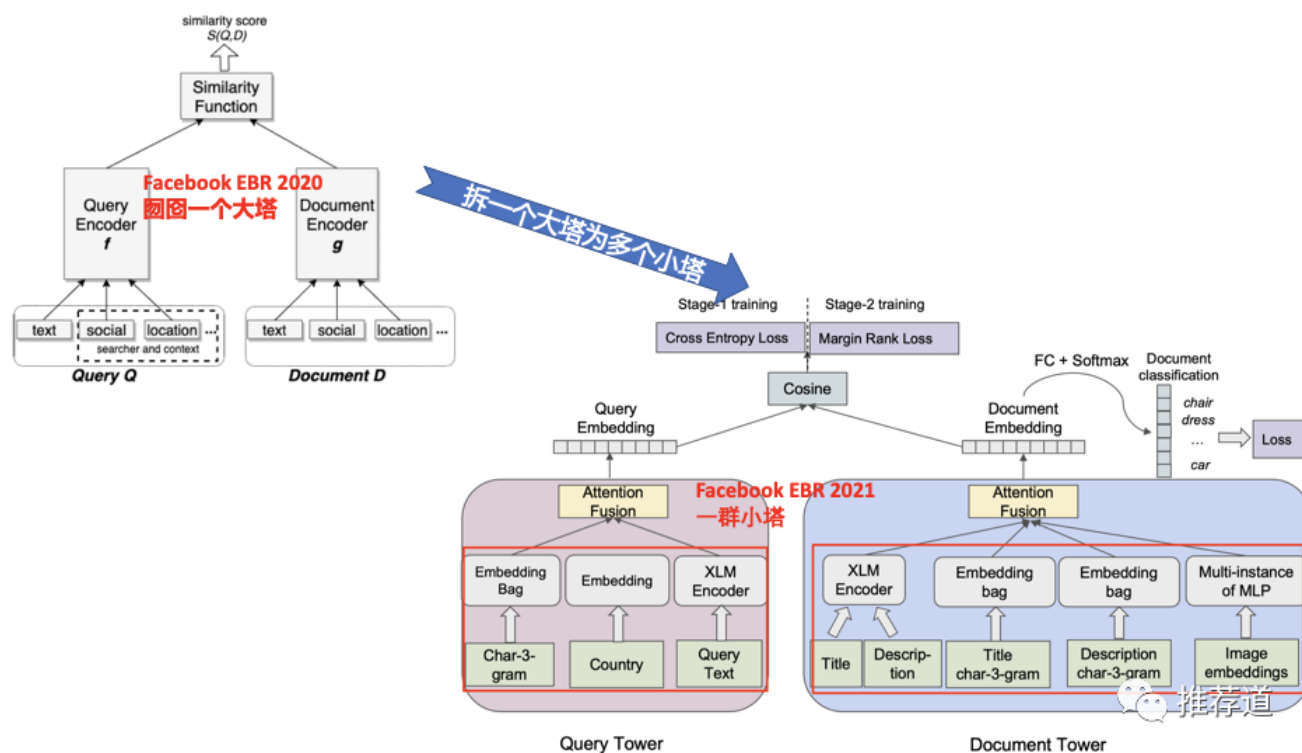 similarity score
S(Q,D)
Similarity
Function
Facebook EBR 2020
囫囵一个大塔
Query
Encoder
f
Document
Encoder
g
text
social
location
...
searcher and context
Query Q
text
social
location
...
Document D
拆一个大塔为多个小塔
Stage-1 training
Stage-2 training
Cross Entropy Loss
Margin Rank Loss
Cosine
FC + Softmax
Document
classification
chair
dress
...
car
Loss
Query
Embedding
Document
Embedding
Facebook EBR 2021
一群小塔
Attention
Fusion
Embedding
Bag
Embedding
XLM
Encoder
Char-3-
gram
Country
Query
Text
Query Tower
Attention
Fusion
XLM
Encoder
Embedding
bag
Embedding
bag
Multi-instance
of MLP
Title
Descrip-
tion
Title
char-3-gram
Description
char-3-gram
Image
embeddings
Document Tower
推荐道